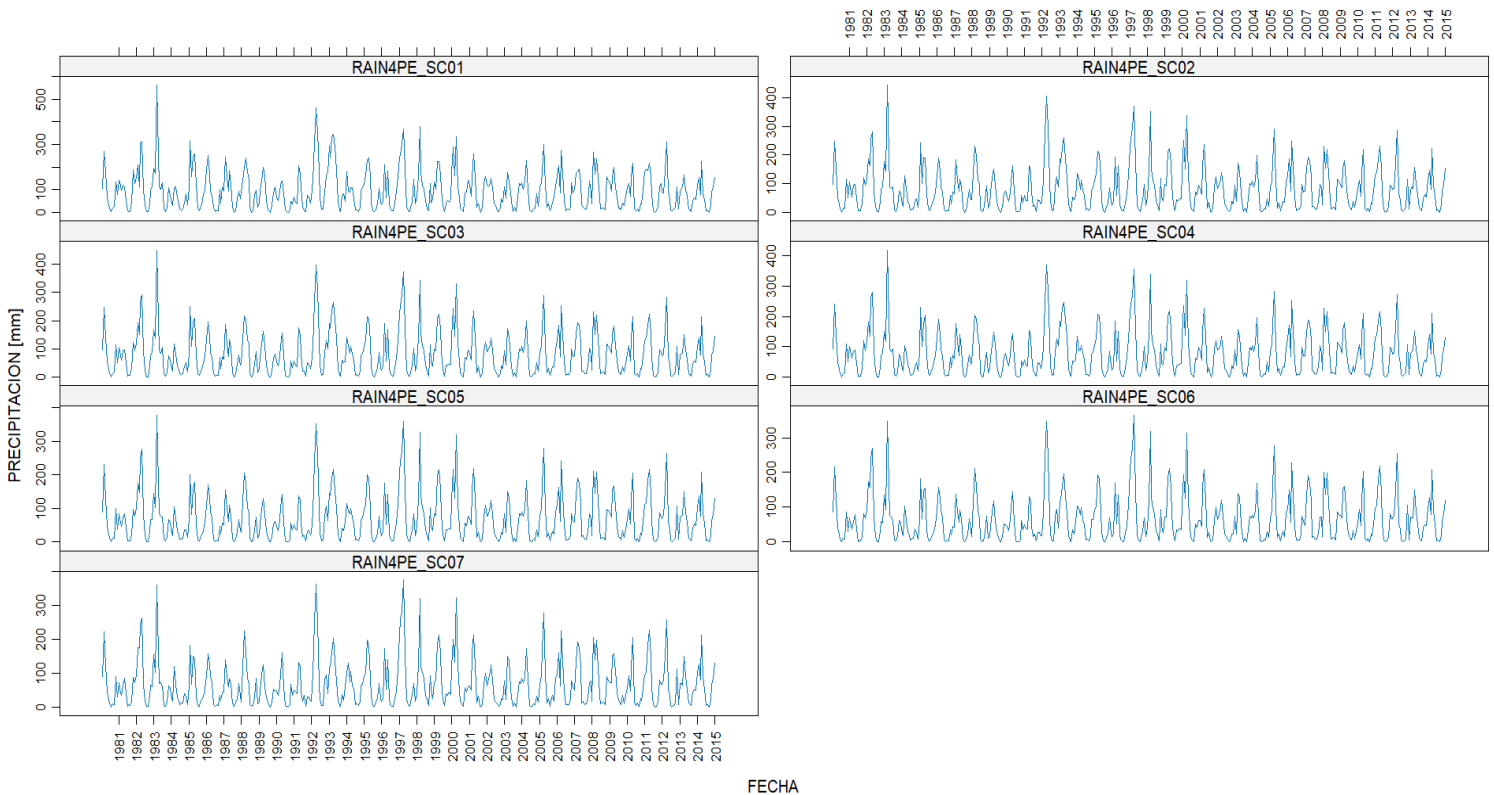 1981 1982 1983 1984 1985 1986 1987 1988 1989 1990 1991 1992 1993 1994 1995 1996 1997 1998 1999 2000 2001 2002 2003 2004 2005 2006 2007 2008 2009 2010 2011 2012 2013 2014 2015
RAIN4PE_SC01
0 100 300 500
RAIN4PE_SC02
0 100 200 300 400
RAIN4PE_SC03
0 100 200 300 400
RAIN4PE_SC04
0 100 200 300 400
RAIN4PE_SC05
0 100 200 300
RAIN4PE_SC06
0 100 200 300
RAIN4PE_SC07
0 100 200 300
PRECIPITACION [mm]
1981 1982 1983 1984 1985 1986 1987 1988 1989 1990 1991 1992 1993 1994 1995 1996 1997 1998 1999 2000 2001 2002 2003 2004 2005 2006 2007 2008 2009 2010 2011 2012 2013 2014 2015
FECHA